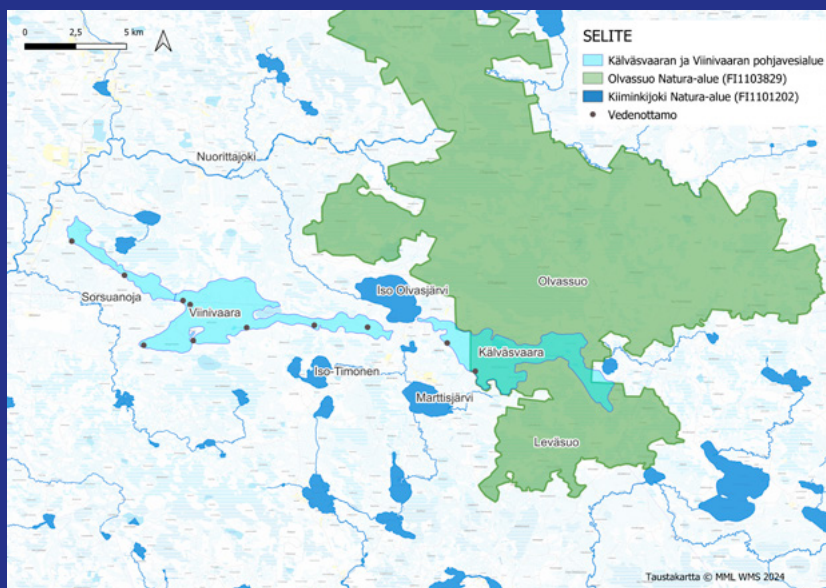 0 2,5 5 km
SELITE
Kälväsvaaran ja Viinivaaran pohjavesialue
Olvassuo Natura-alue (FI1103829)
Kiiminkijoki Natura-alue (FI1101202)
Vedenottamo
Nuorittajoki
Olvassuo
Iso Olvasjärvi
Sorsuanoja
Viinivaara
Kälväsvaara
Iso-Timonen
Marttisjärvi
Leväsuo
Taustakartta © MML WMS 2024